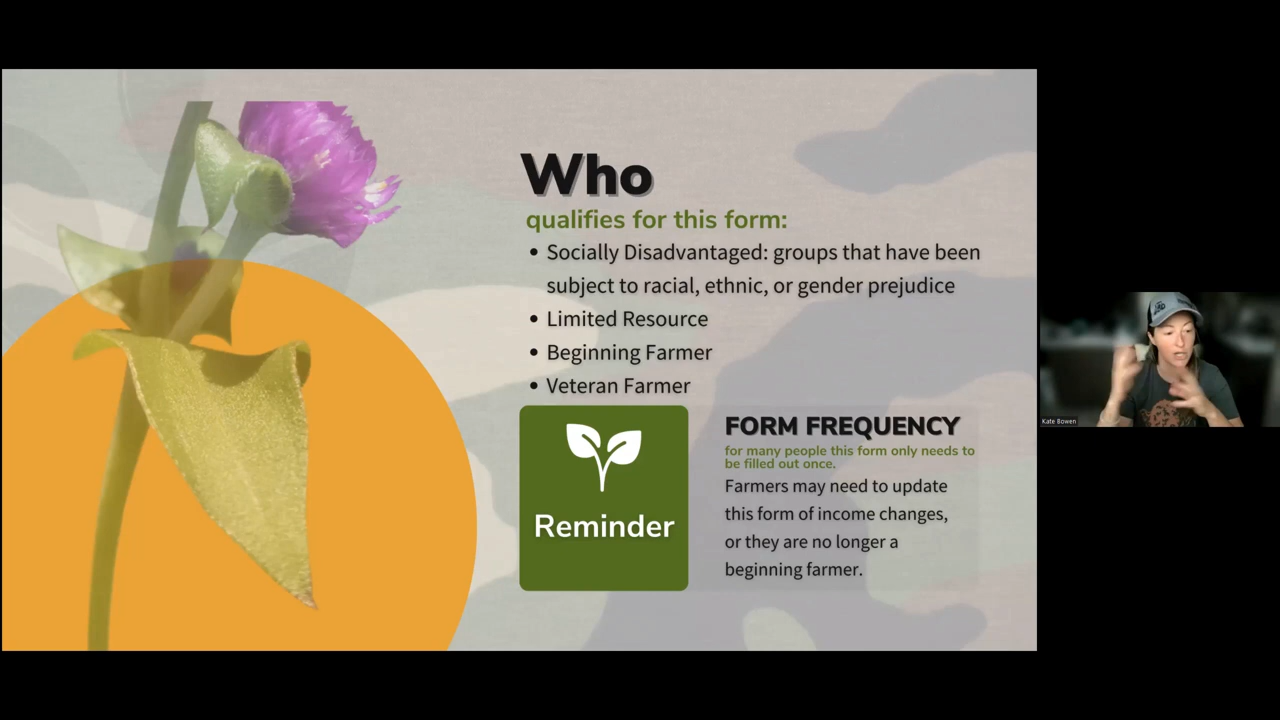 Who
qualifies for this form:
• Socially Disadvantaged: groups that have been
subject to racial, ethnic, or gender prejudice
• Limited Resource
• Beginning Farmer
• Veteran Farmer
Reminder
FORM FREQUENCY
for many people this form only needs to
be filled out once.
Farmers may need to update
this form of income changes,
or they are no longer a
beginning farmer.
Kate Bowen